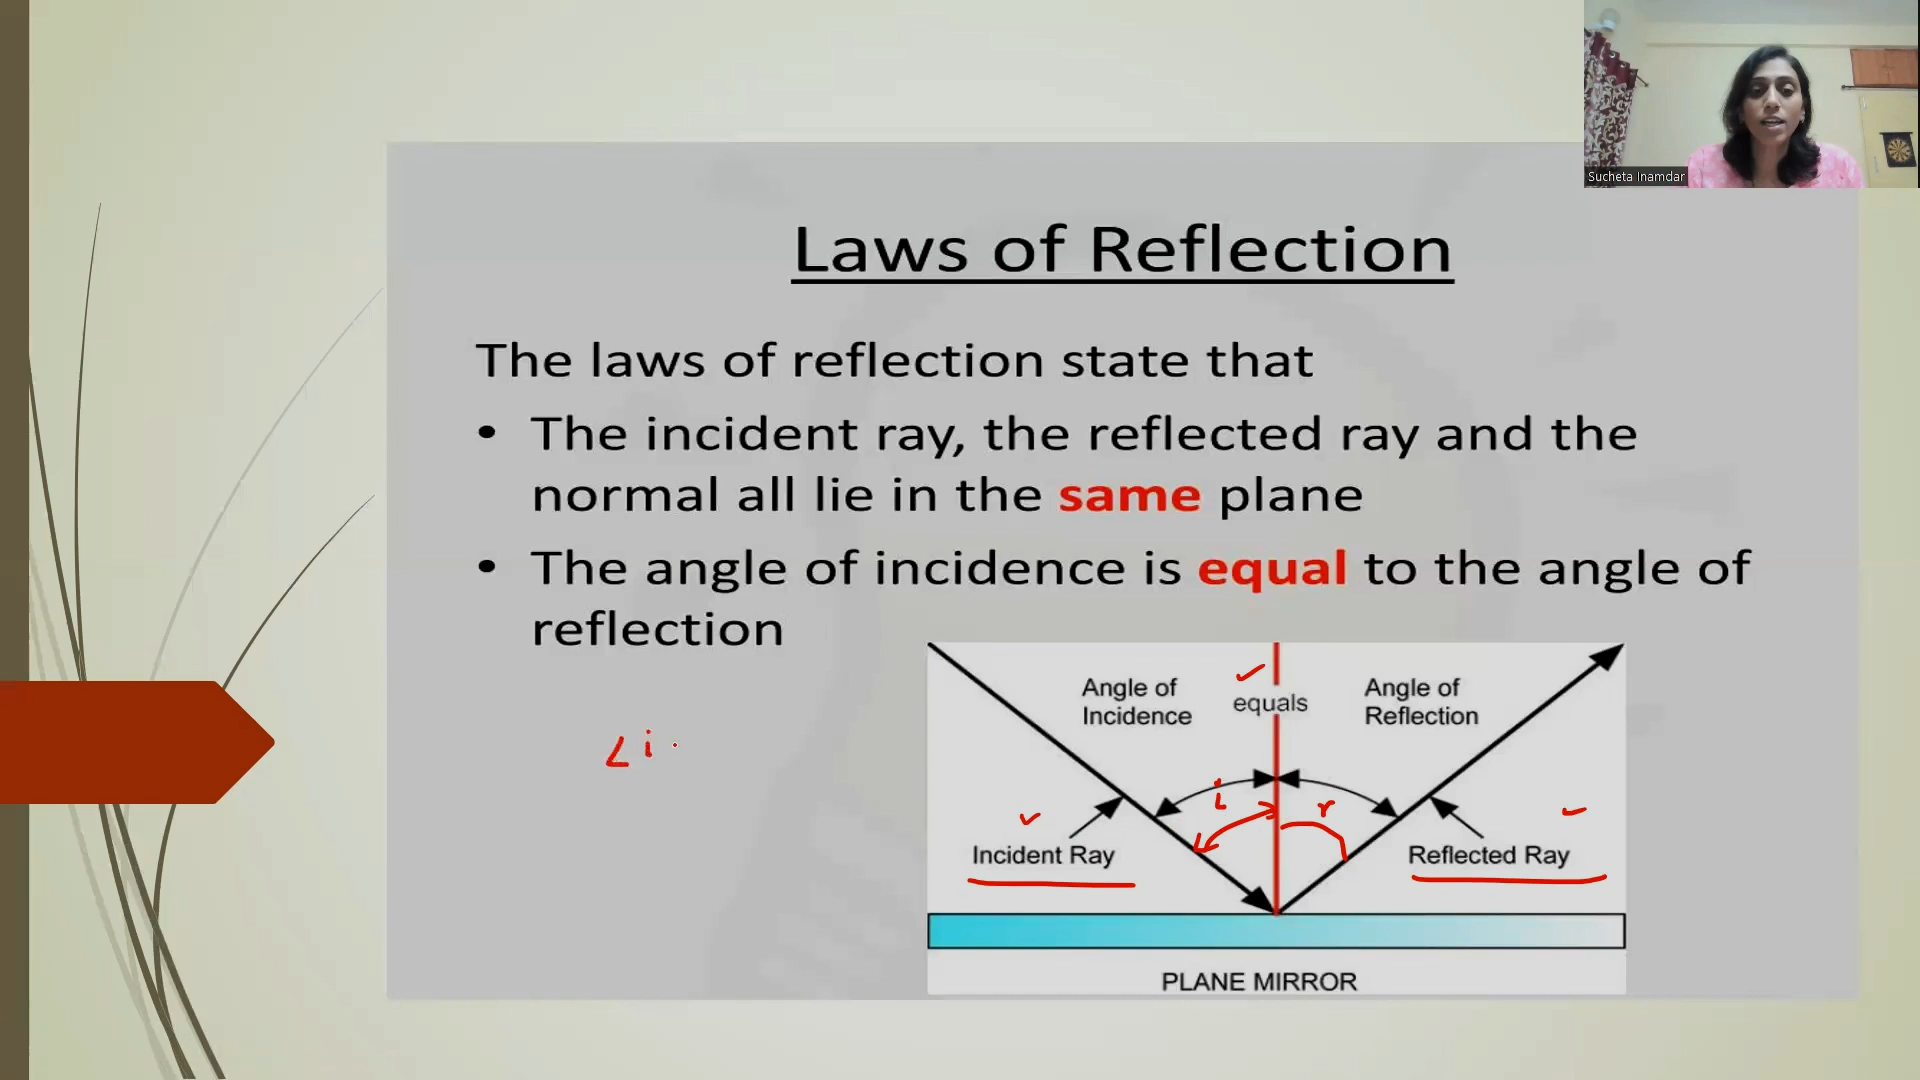 Sucheta Inamdar
Laws of Reflection
The laws of reflection state that
• The incident ray, the reflected ray and the
normal all lie in the same plane
• The angle of incidence is equal to the angle of
reflection
Angle of
Incidence
equals
Angle of
Reflection
∠i
i
r
Incident Ray
Reflected Ray
PLANE MIRROR